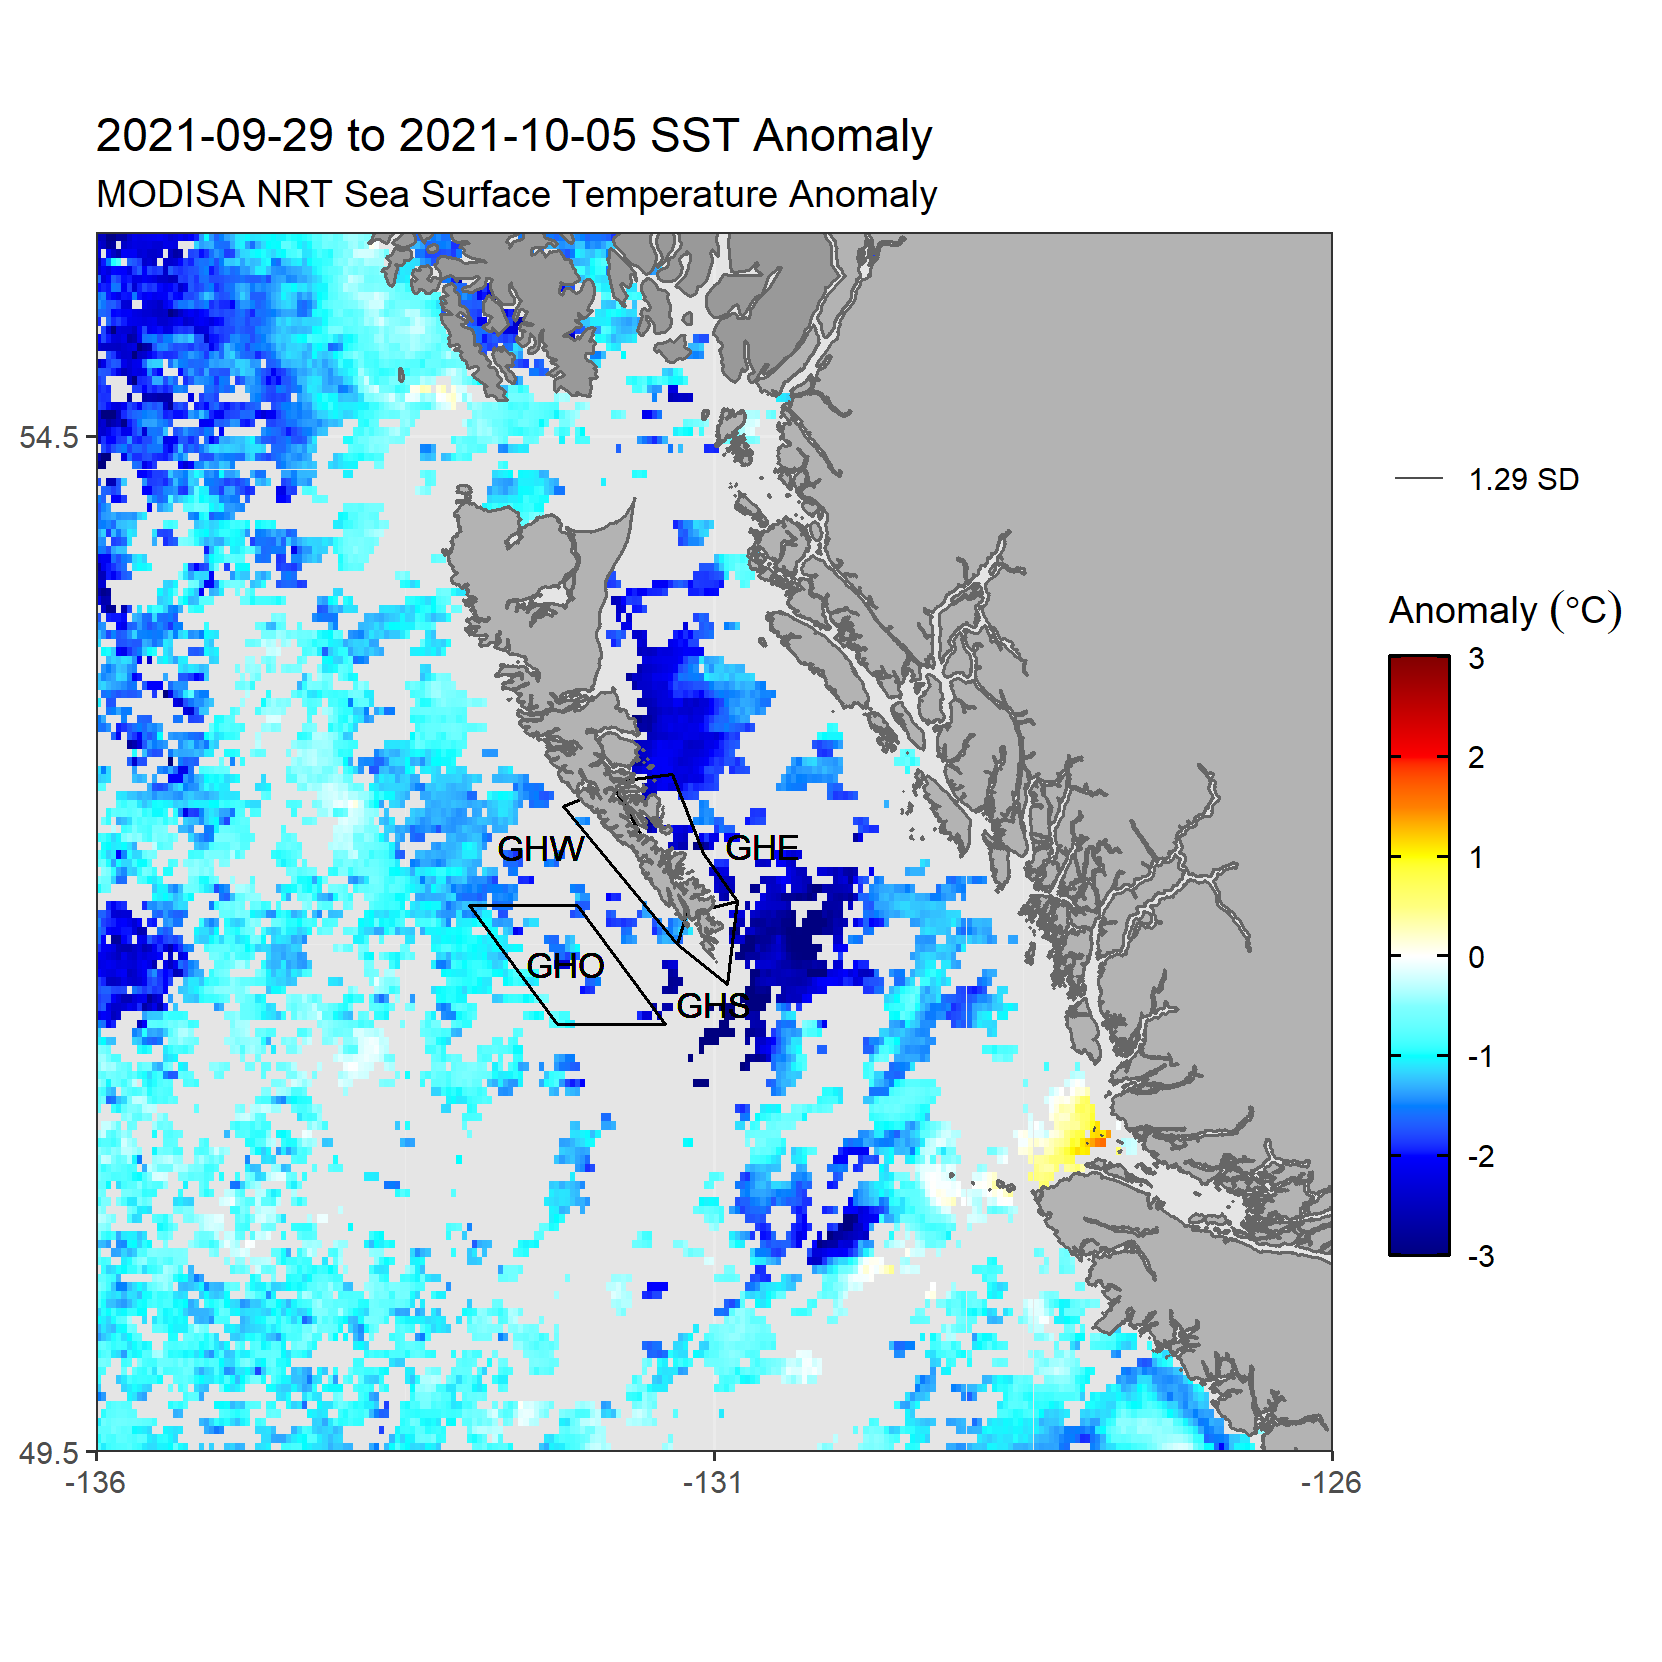 2021-09-29 to 2021-10-05 SST Anomaly
MODISA NRT Sea Surface Temperature Anomaly
54.5
49.5
-136
-131
-126
GHW
GHE
GHO
GHS
1.29 SD
Anomaly (°C)
3
2
1
0
-1
-2
-3